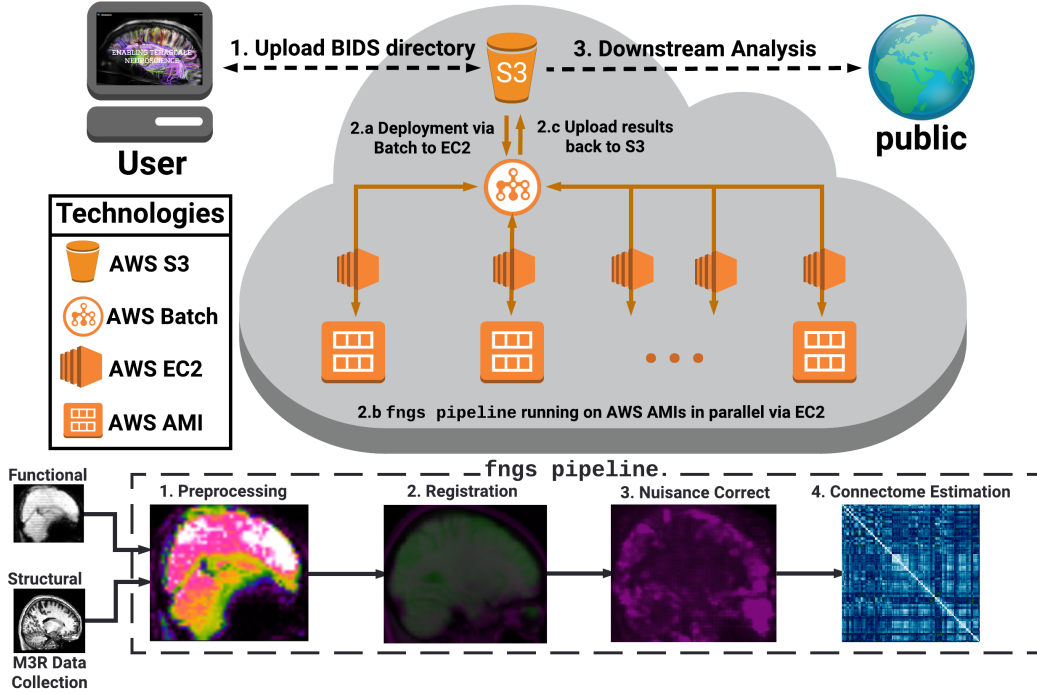 1. Upload BIDS directory
3. Downstream Analysis
ENABLING TERASCALE
NEUROSCIENCE
S3
User
public
2.a Deployment via
Batch to EC2
2.c Upload results
back to S3
Technologies
AWS S3
AWS Batch
AWS EC2
AWS AMI
2.b fngs pipeline running on AWS AMIs in parallel via EC2
fngs pipeline
Functional
Structural
M3R Data
Collection
1. Preprocessing
2. Registration
3. Nuisance Correct
4. Connectome Estimation